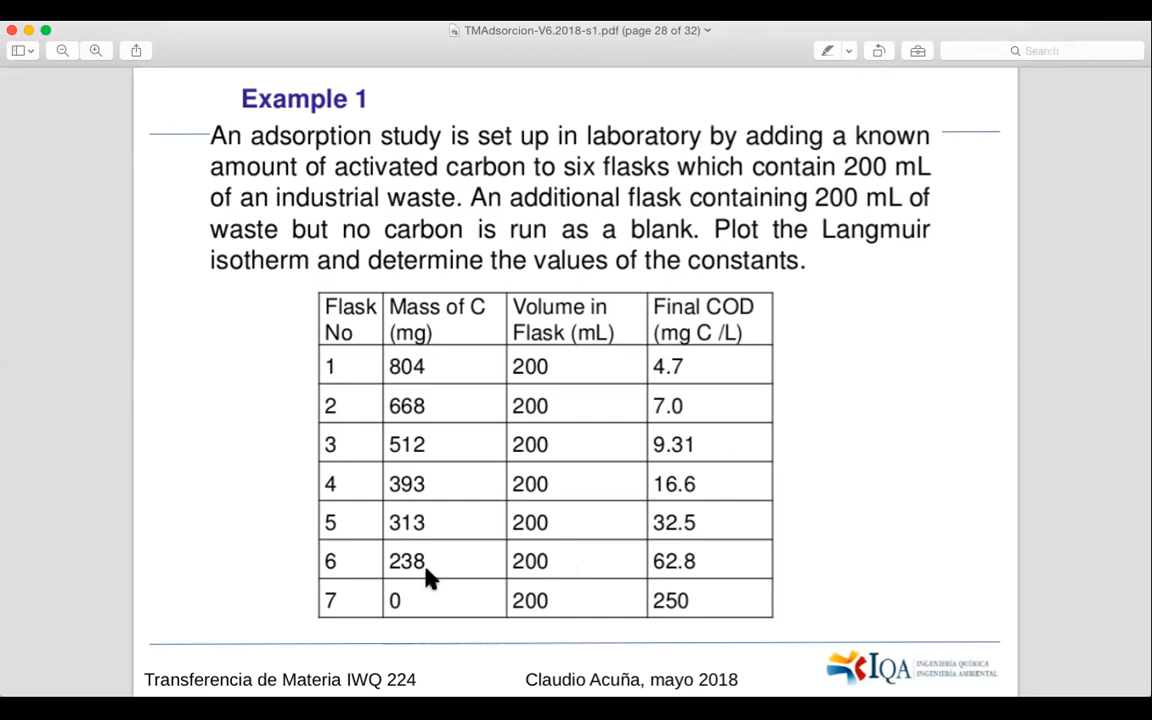 TMAdsorcion-V6.2018-s1.pdf (page 28 of 32)
Search
Example 1
An adsorption study is set up in laboratory by adding a known
amount of activated carbon to six flasks which contain 200 mL
of an industrial waste. An additional flask containing 200 mL of
waste but no carbon is run as a blank. Plot the Langmuir
isotherm and determine the values of the constants.
Flask No Mass of C (mg) Volume in Flask (mL) Final COD (mg C /L)
1 804 200 4.7
2 668 200 7.0
3 512 200 9.31
4 393 200 16.6
5 313 200 32.5
6 238 200 62.8
7 0 200 250
Transferencia de Materia IWQ 224 Claudio Acuña, mayo 2018
IQA INGENIERÍA QUÍMICA
INGENIERÍA AMBIENTAL